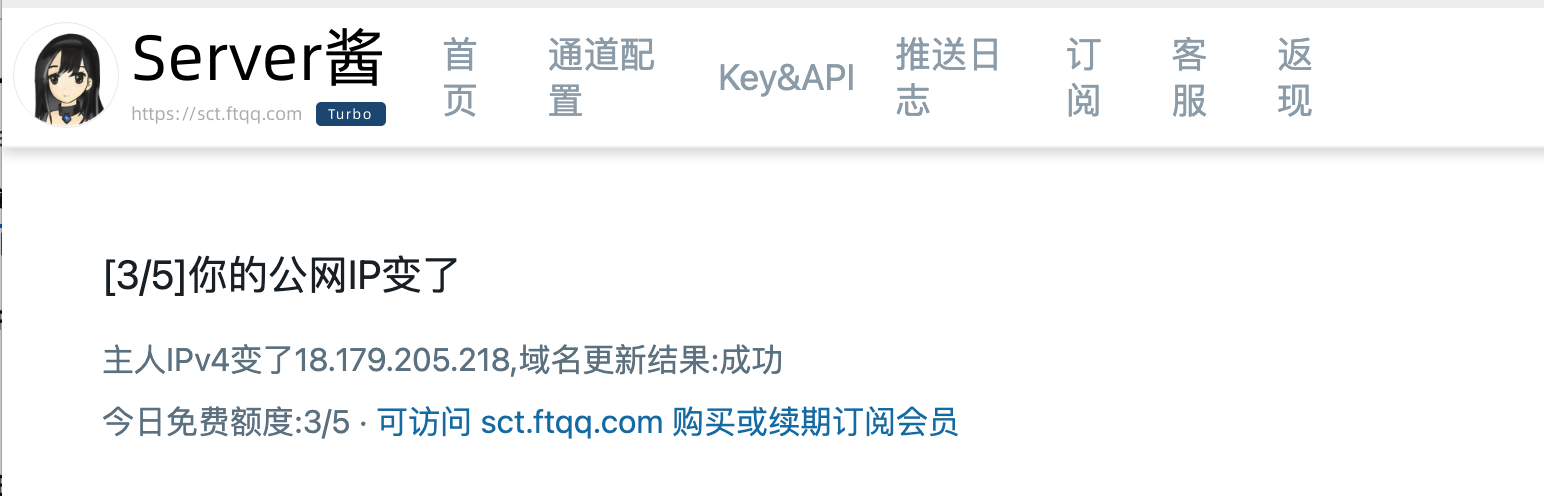 Server酱
https://sct.ftqq.com Turbo
首页
通道配置
Key&API
推送日志
订阅
客服
返现
[3/5]你的公网IP变了
主人IPv4变了18.179.205.218,域名更新结果:成功
今日免费额度:3/5 · 可访问 sct.ftqq.com 购买或续期订阅会员